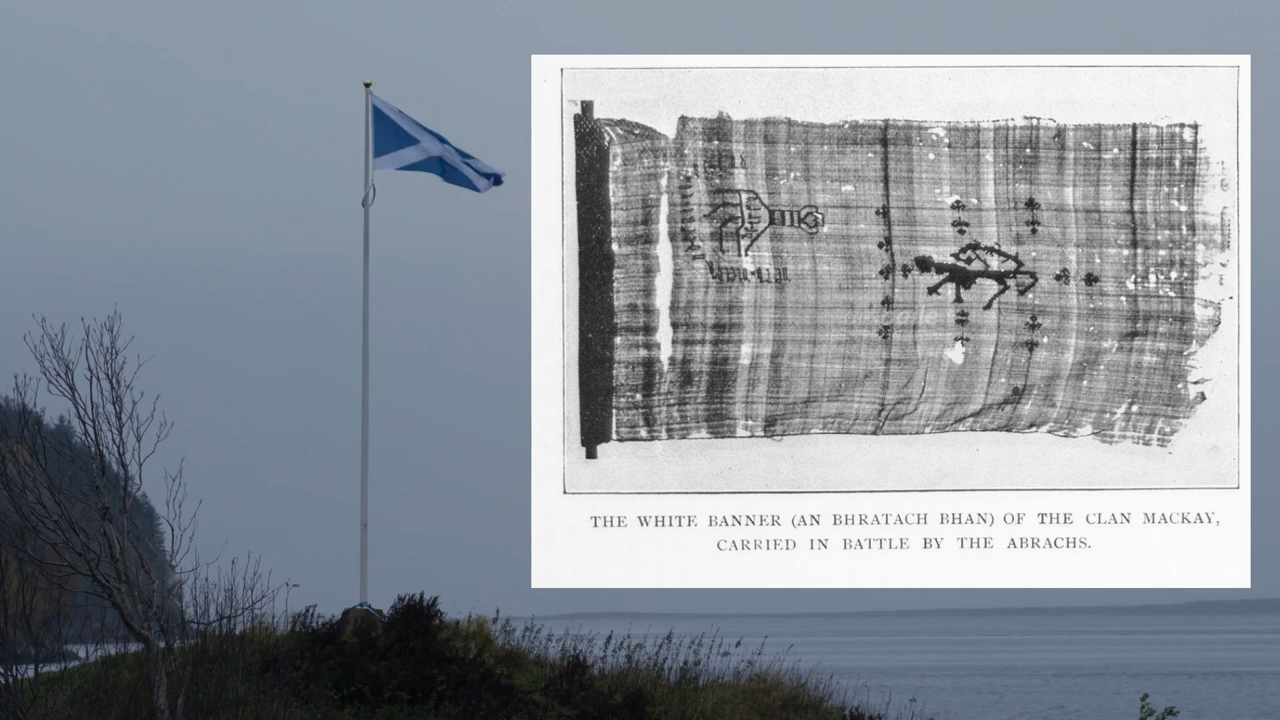 THE WHITE BANNER (AN BHRATACH BHAN) OF THE CLAN MACKAY,
CARRIED IN BATTLE BY THE ABRACHS.